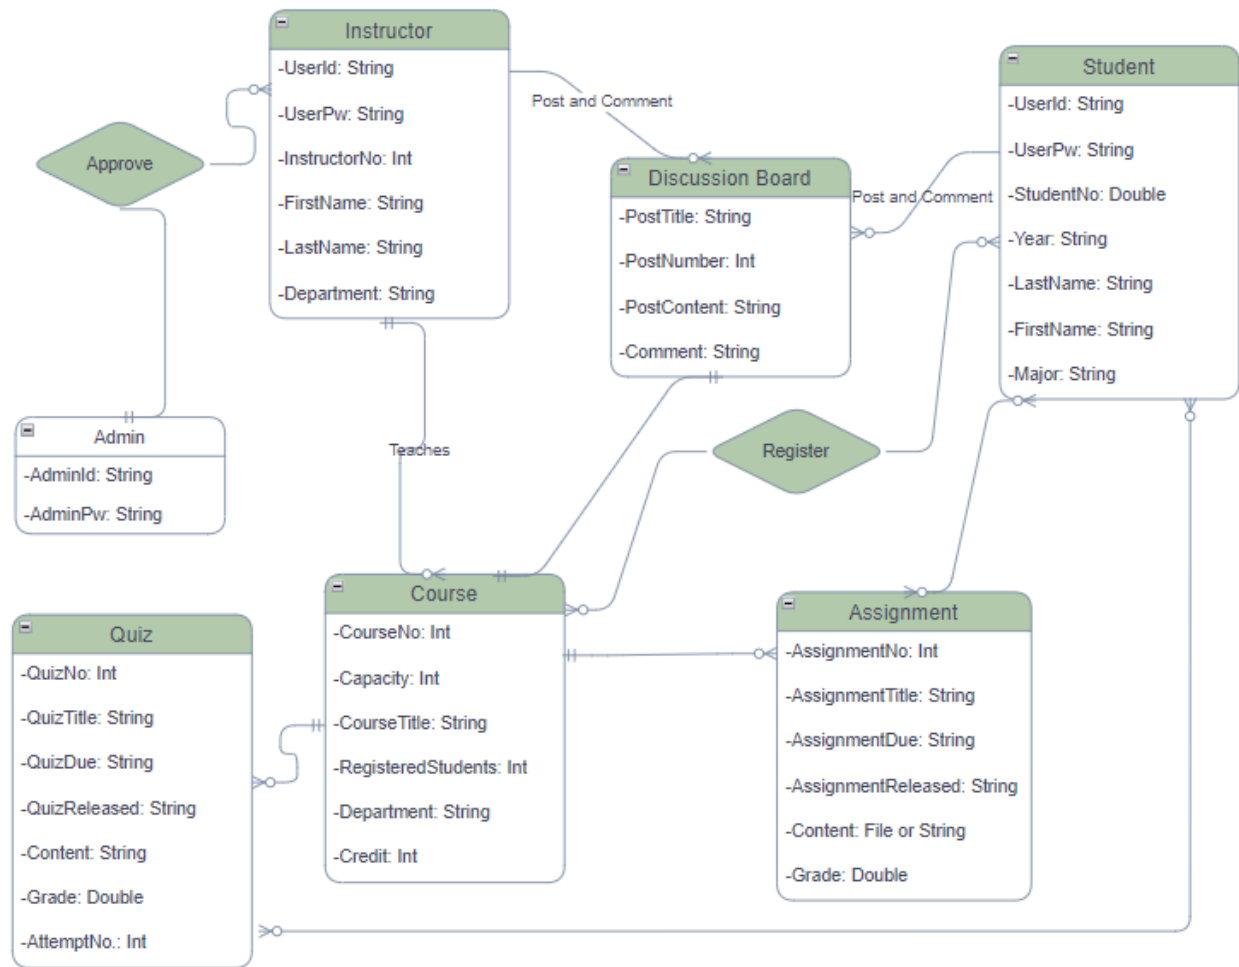 Instructor
-UserId: String
-UserPw: String
-InstructorNo: Int
-FirstName: String
-LastName: String
-Department: String
Approve
Post and Comment
Student
-UserId: String
-UserPw: String
-StudentNo: Double
-Year: String
-LastName: String
-FirstName: String
-Major: String
Discussion Board
-PostTitle: String
-PostNumber: Int
-PostContent: String
-Comment: String
Post and Comment
Admin
-AdminId: String
-AdminPw: String
Teaches
Register
Quiz
-QuizNo: Int
-QuizTitle: String
-QuizDue: String
-QuizReleased: String
-Content: String
-Grade: Double
-AttemptNo.: Int
Course
-CourseNo: Int
-Capacity: Int
-CourseTitle: String
-RegisteredStudents: Int
-Department: String
-Credit: Int
Assignment
-AssignmentNo: Int
-AssignmentTitle: String
-AssignmentDue: String
-AssignmentReleased: String
-Content: File or String
-Grade: Double